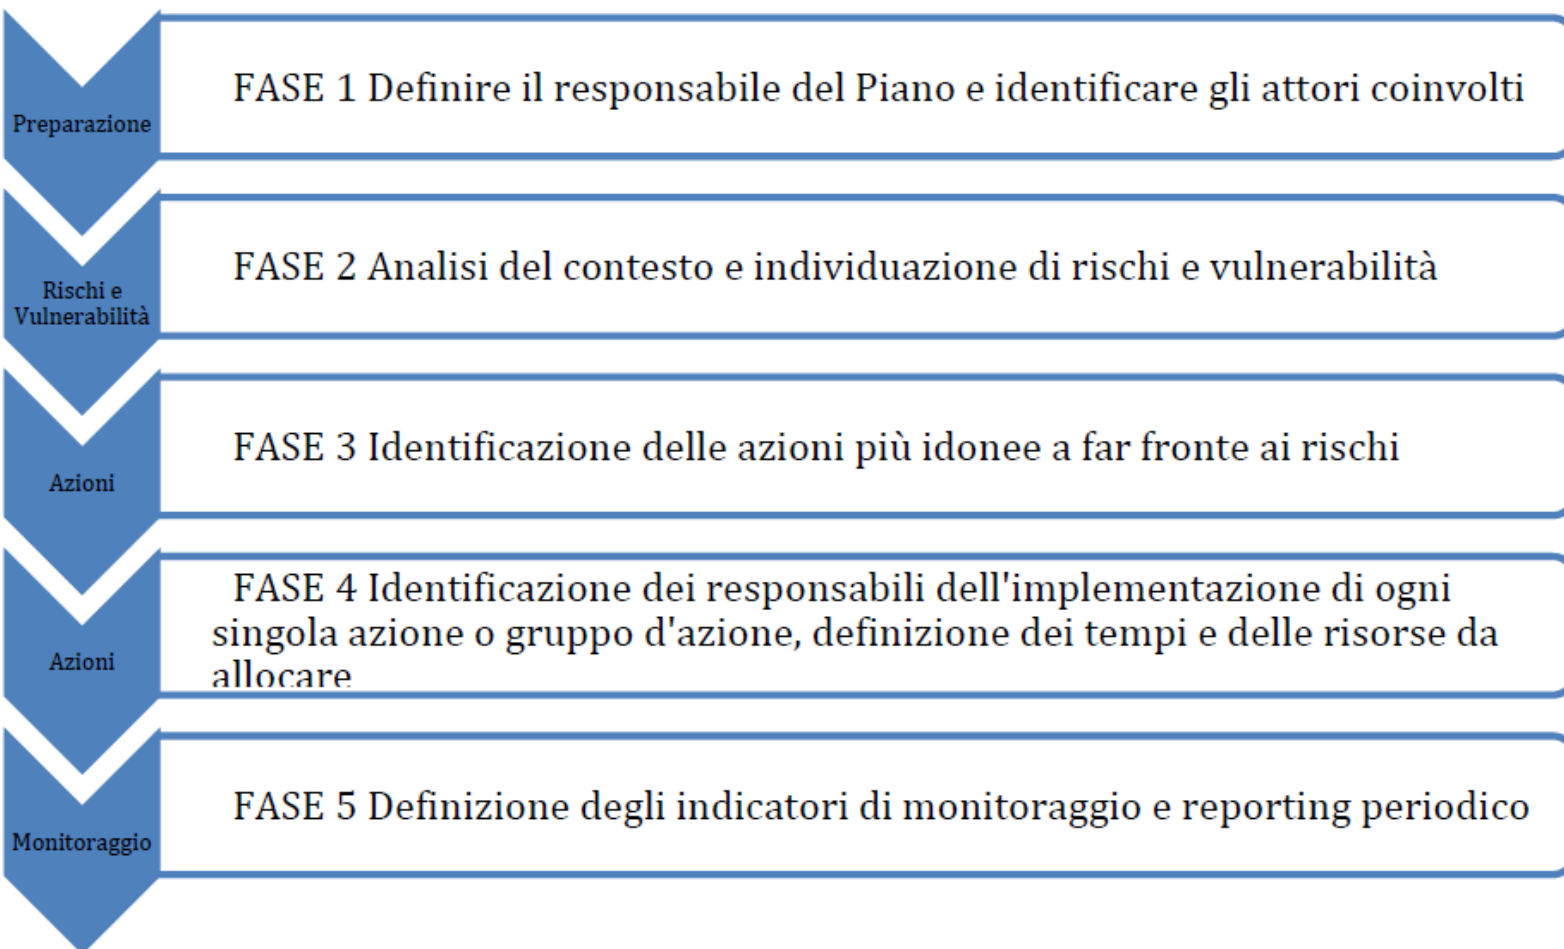 Preparazione
FASE 1 Definire il responsabile del Piano e identificare gli attori coinvolti
Rischi e
Vulnerabilità
FASE 2 Analisi del contesto e individuazione di rischi e vulnerabilità
Azioni
FASE 3 Identificazione delle azioni più idonee a far fronte ai rischi
Azioni
FASE 4 Identificazione dei responsabili dell'implementazione di ogni
singola azione o gruppo d'azione, definizione dei tempi e delle risorse da
allocare
Monitoraggio
FASE 5 Definizione degli indicatori di monitoraggio e reporting periodico